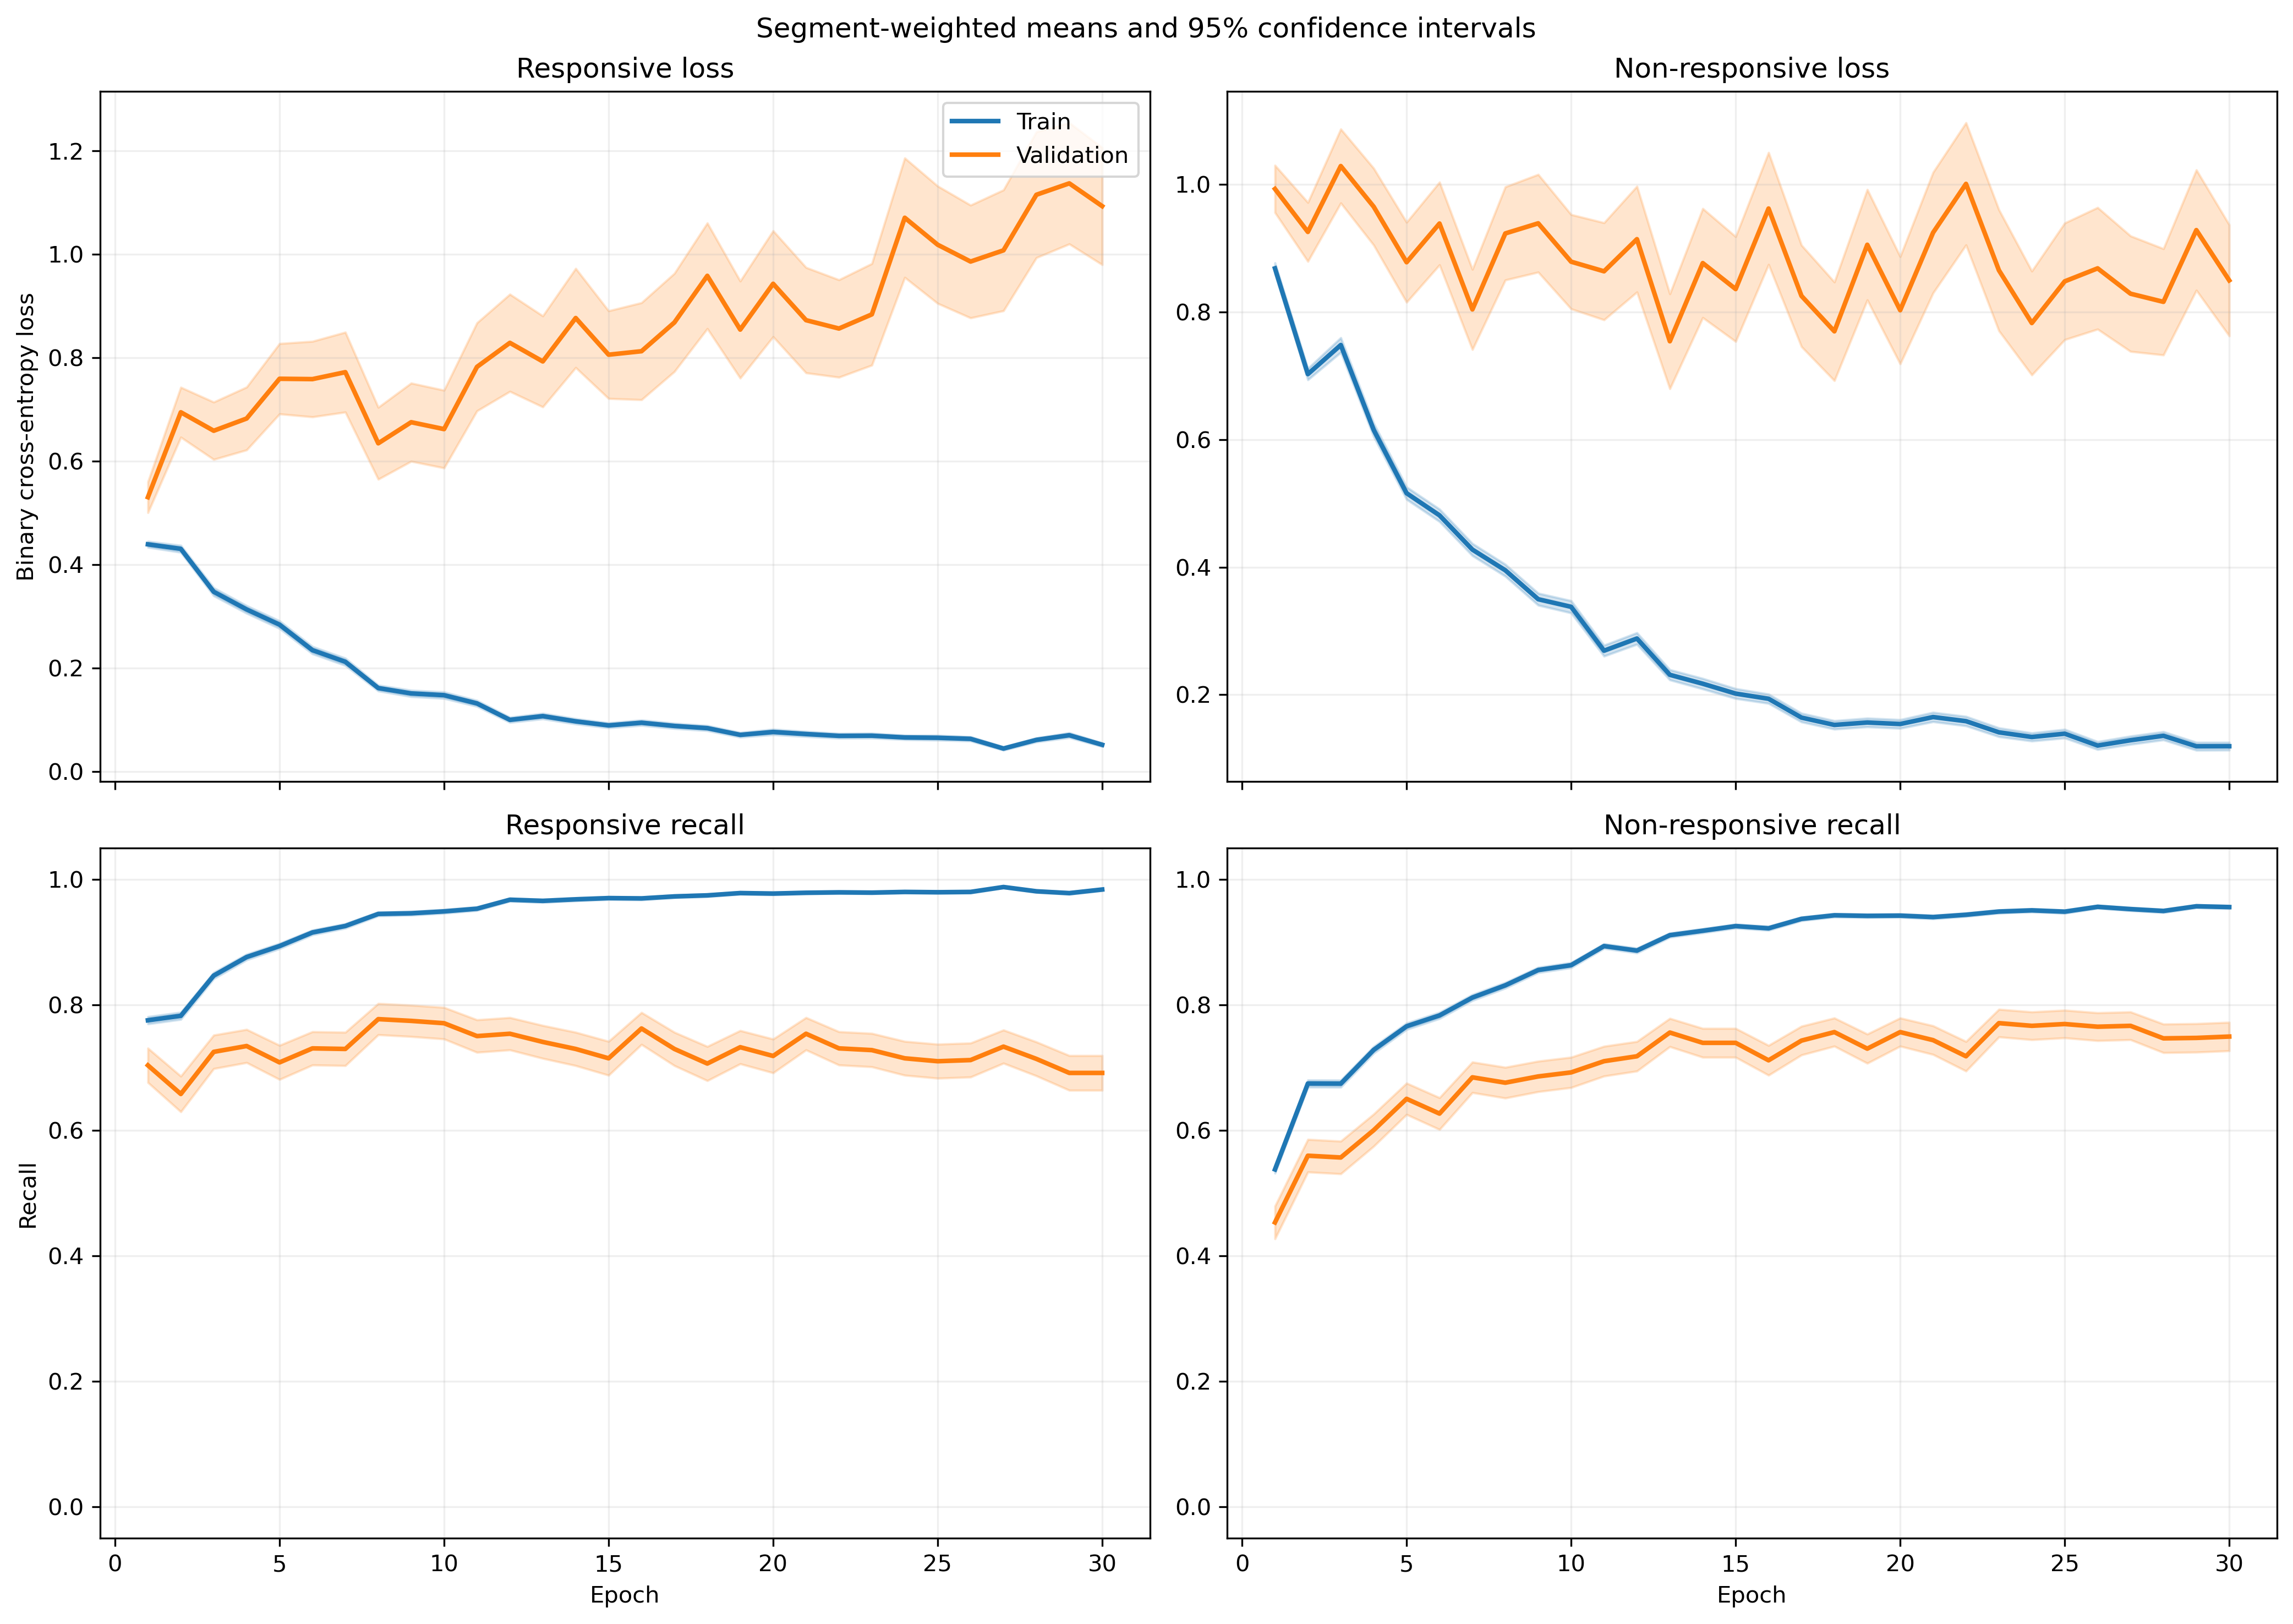 Segment-weighted means and 95% confidence intervals
Responsive loss
Non-responsive loss
Train
Validation
Binary cross-entropy loss
1.2
1.0
0.8
0.6
0.4
0.2
0.0
1.0
0.8
0.6
0.4
0.2
Responsive recall
Non-responsive recall
Recall
1.0
0.8
0.6
0.4
0.2
0.0
1.0
0.8
0.6
0.4
0.2
0.0
0 5 10 15 20 25 30
0 5 10 15 20 25 30
Epoch
Epoch